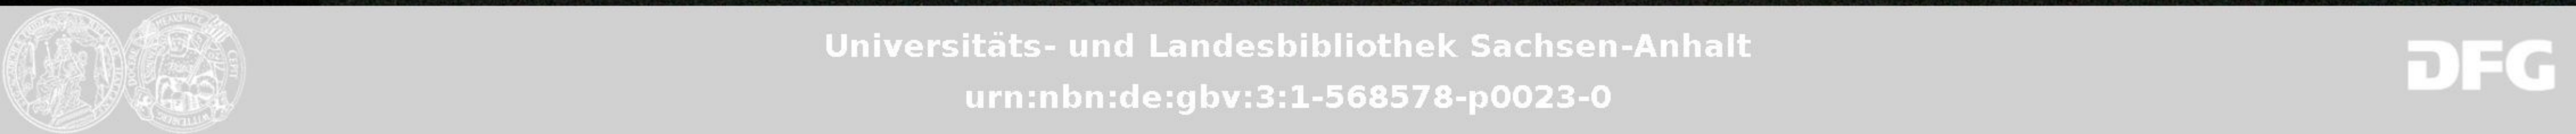 Universitäts- und Landesbibliothek Sachsen-Anhalt
urn:nbn:de:gbv:3:1-568578-p0023-0
DFG